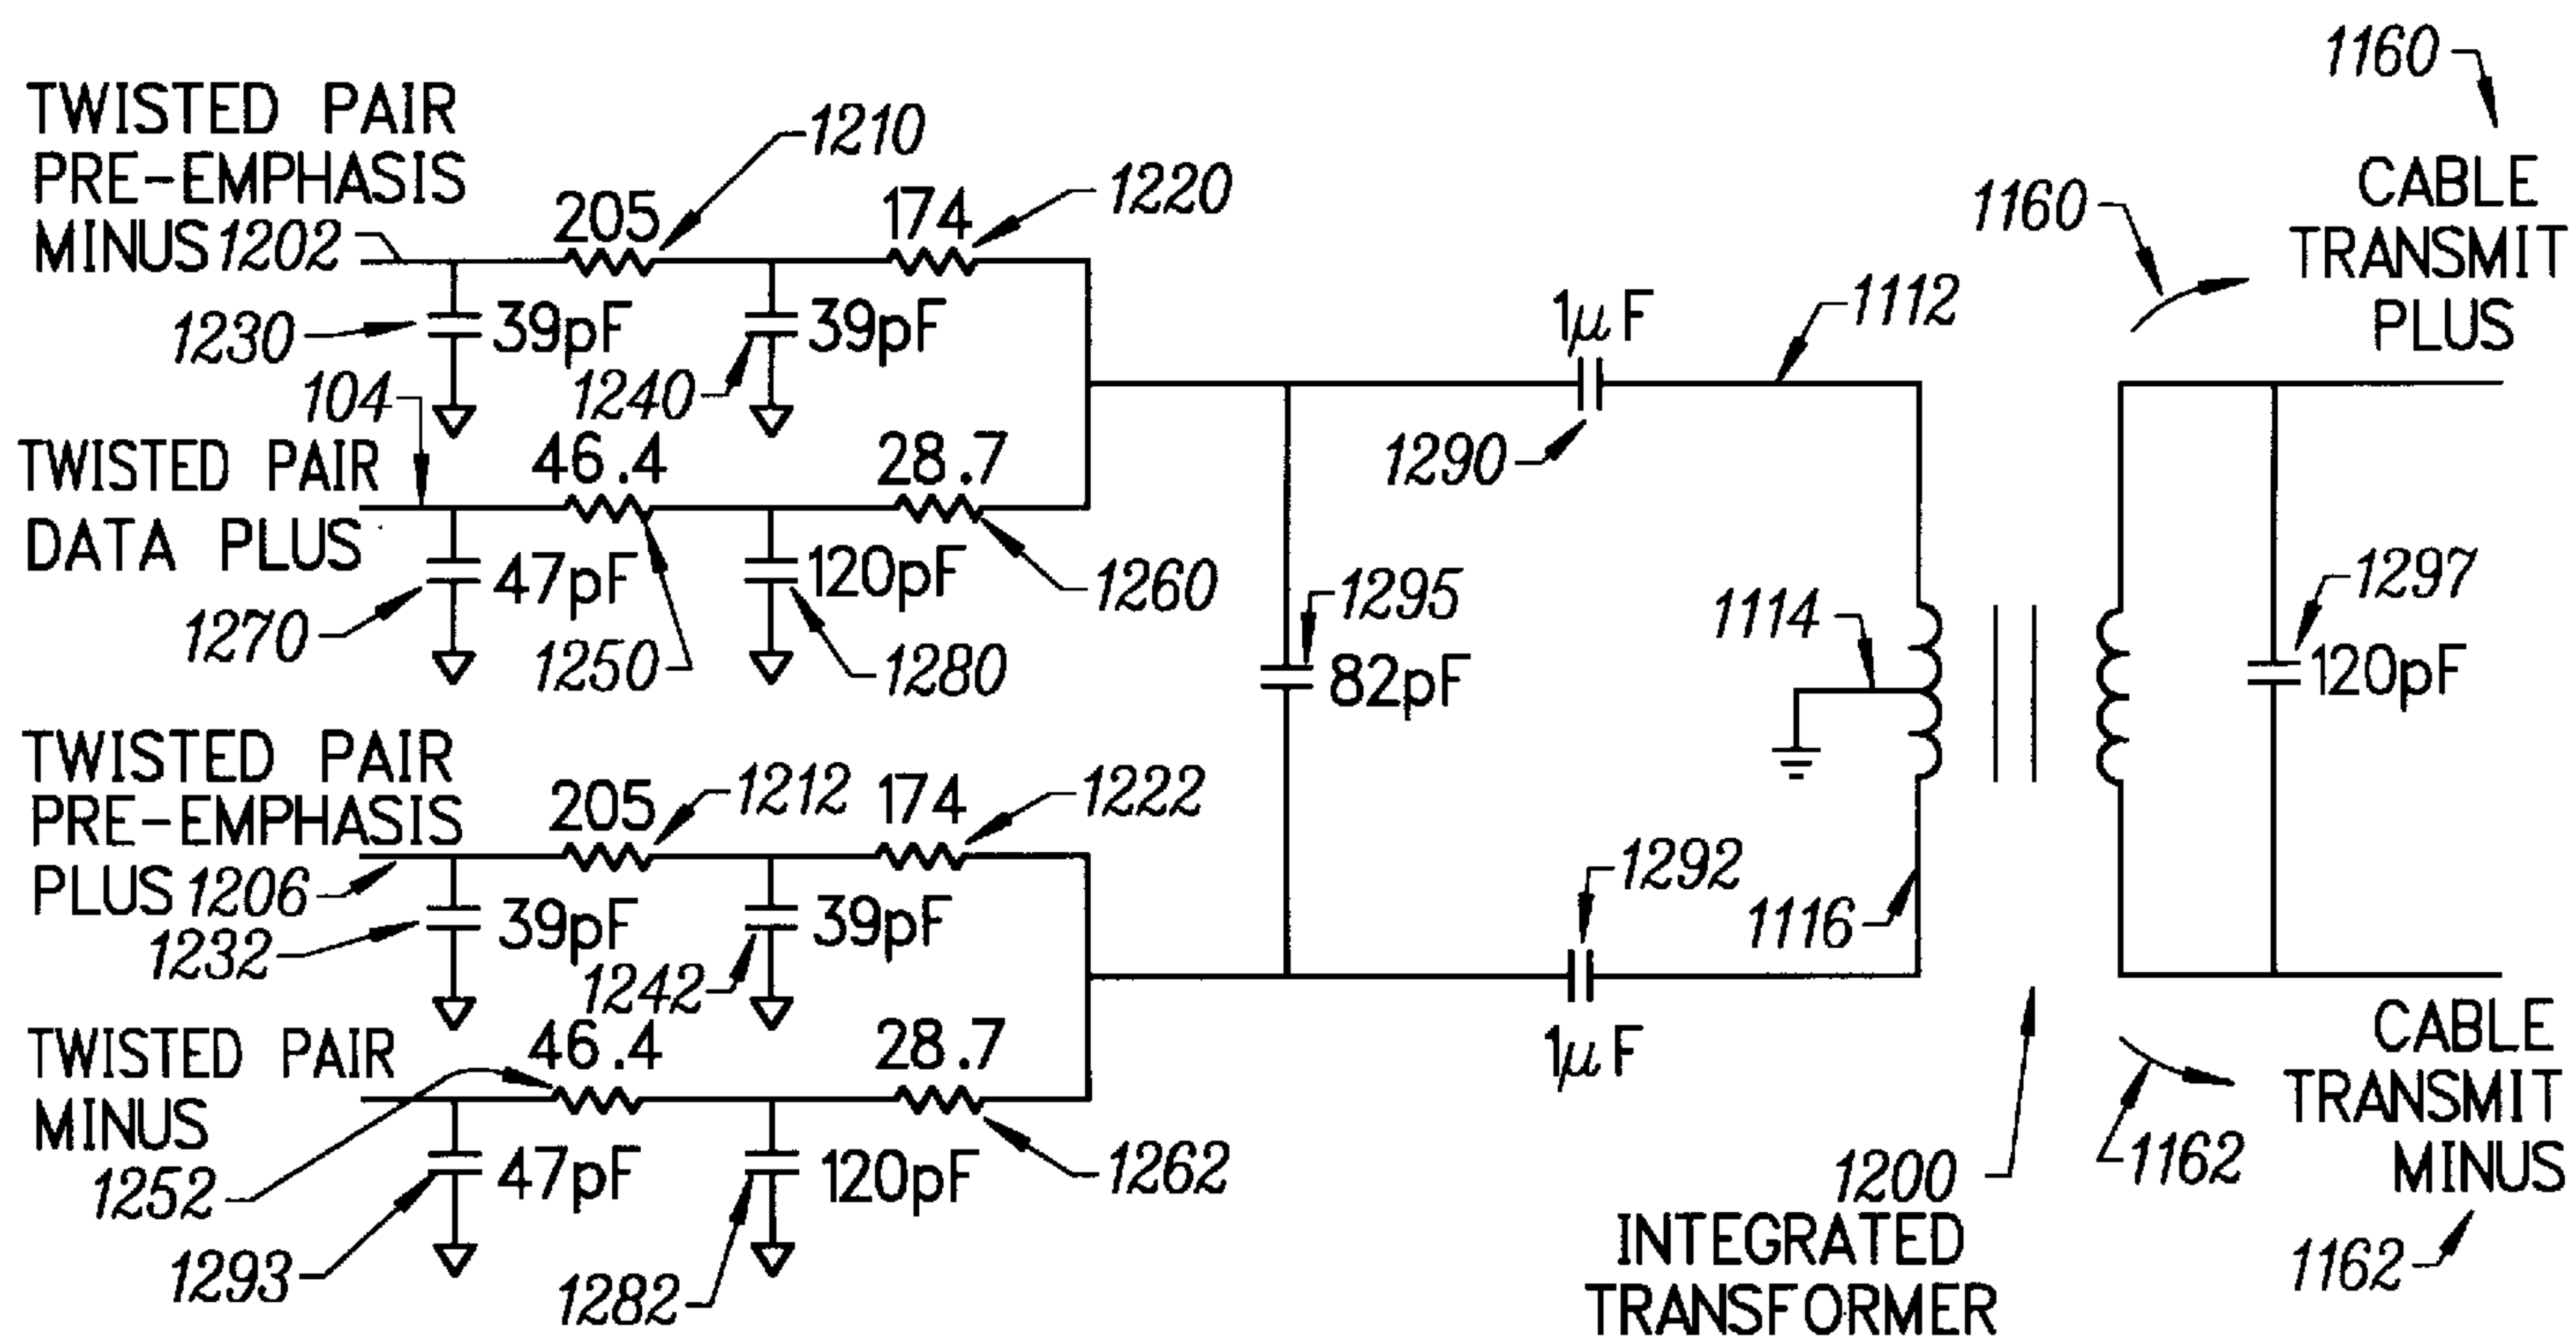 1160
TWISTED PAIR
PRE-EMPHASIS
MINUS 1202
1210
205
174
1220
1160
CABLE
TRANSMIT
PLUS
1230
39pF
39pF
1240
1μF
1112
1290
104
TWISTED PAIR
DATA PLUS
46.4
28.7
47pF
120pF
1260
1270
1250
1280
1295
82pF
1114
1297
120pF
TWISTED PAIR
PRE-EMPHASIS
PLUS 1206
205
1212
174
1222
1232
39pF
39pF
1242
1292
1μF
1116
TWISTED PAIR
MINUS
46.4
28.7
1252
47pF
120pF
1262
1293
1282
1200
INTEGRATED
TRANSFORMER
CABLE
TRANSMIT
MINUS
1162
1162